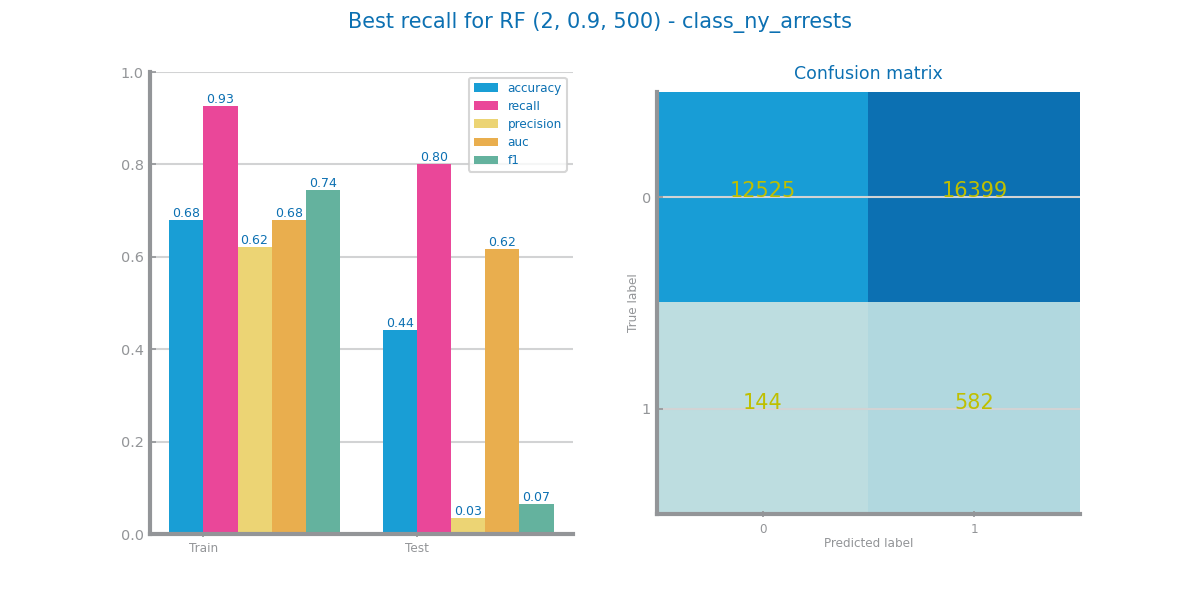 Best recall for RF (2, 0.9, 500) - class_ny_arrests
1.0
0.8
0.6
0.4
0.2
0.0
0.68
0.93
0.62
0.68
0.74
0.44
0.80
0.03
0.62
0.07
accuracy
recall
precision
auc
f1
Train
Test
Confusion matrix
True label
0
1
12525
16399
144
582
0
1
Predicted label